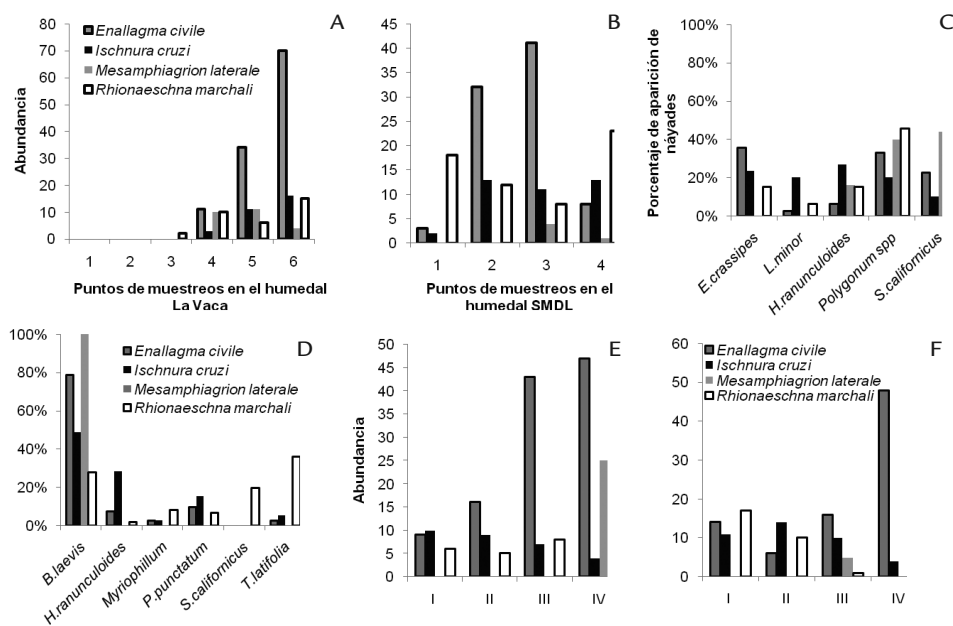 A
80
70
60
50
40
30
20
10
0
Abundancia
Enallagma civile
Ischnura cruzi
Mesamphiagrion laterale
Rhionaeschna marchali
1 2 3 4 5 6
Puntos de muestreos en el humedal
La Vaca
B
45
40
35
30
25
20
15
10
5
0
1 2 3 4
Puntos de muestreos en el
humedal SMDL
C
Porcentaje de aparición de
náyades
100%
80%
60%
40%
20%
0%
E.crassipes
L.minor
H.ranunculoides
Polygonum spp
S.californicus
D
100%
80%
60%
40%
20%
0%
Enallagma civile
Ischnura cruzi
Mesamphiagrion laterale
Rhionaeschna marchali
B.laevis
H.ranunculoides
Myriophillum
P.punctatum
S.californicus
T.latifolia
E
Abundancia
50
45
40
35
30
25
20
15
10
5
0
I II III IV
F
60
50
40
30
20
10
0
Enallagma civile
Ischnura cruzi
Mesamphiagrion laterale
Rhionaeschna marchali
I II III IV